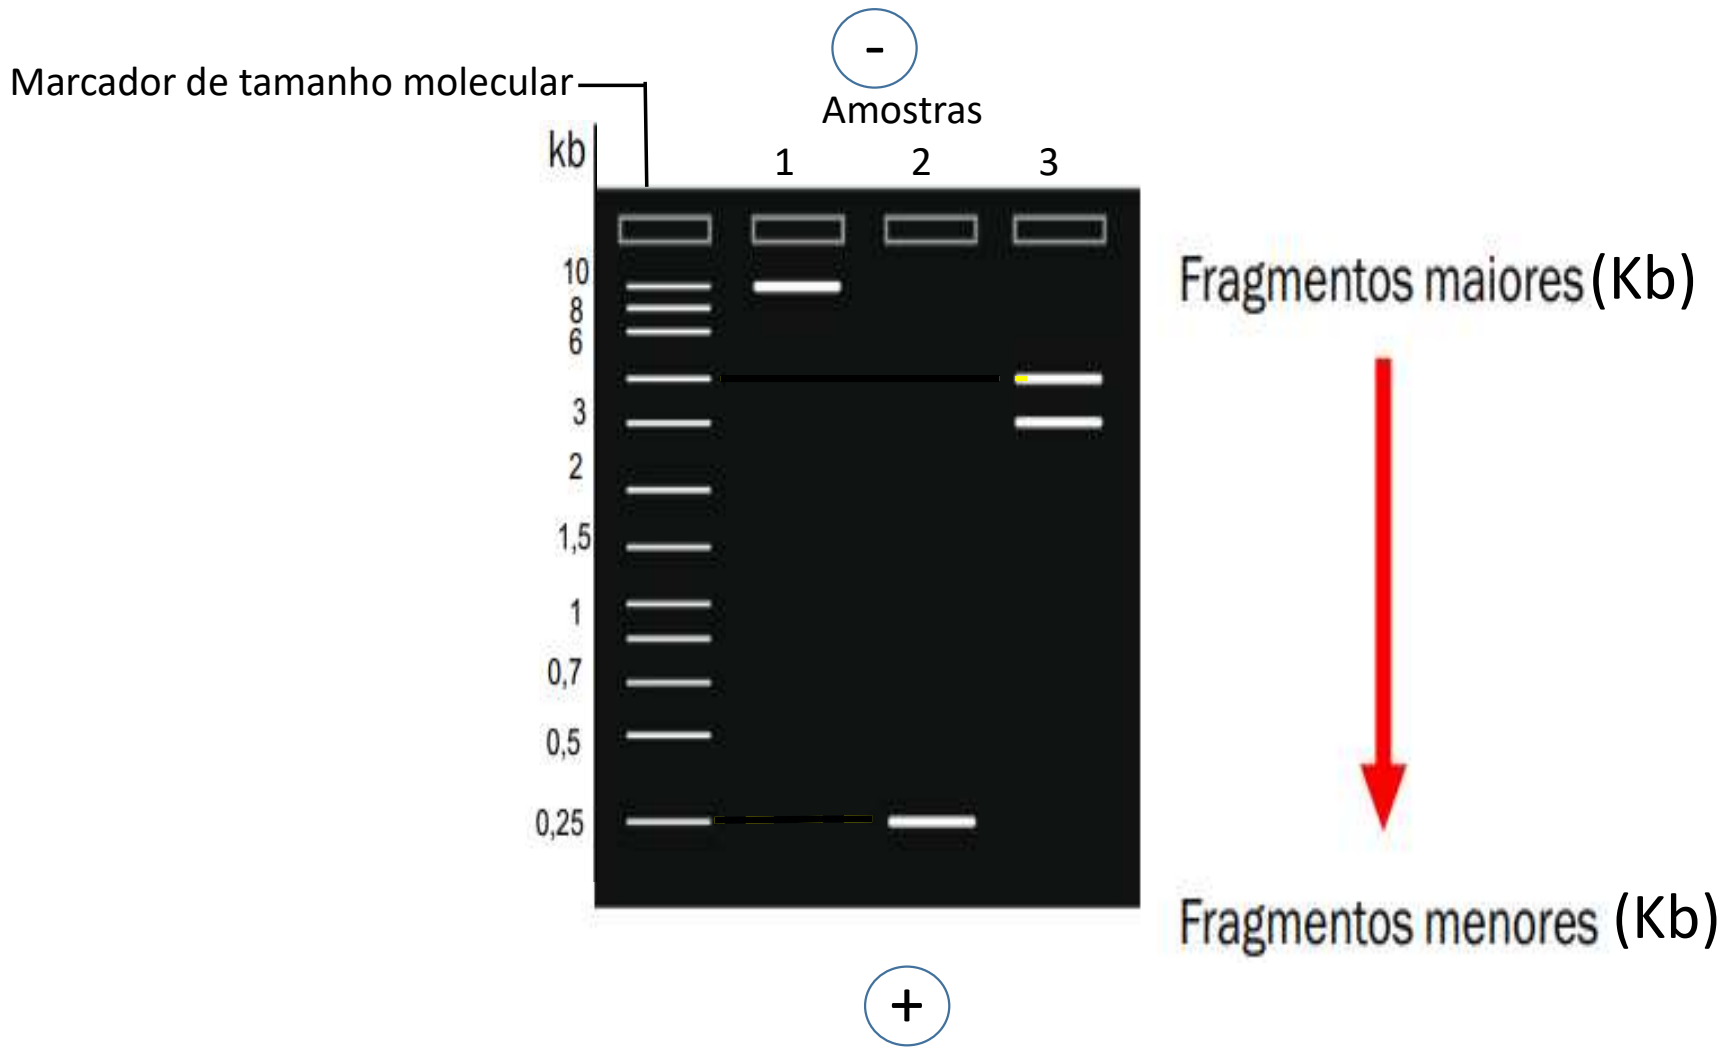 -
Marcador de tamanho molecular
Amostras
kb
1 2 3
10
8
6
3
2
1,5
1
0,7
0,5
0,25
Fragmentos maiores (Kb)
Fragmentos menores (Kb)
+